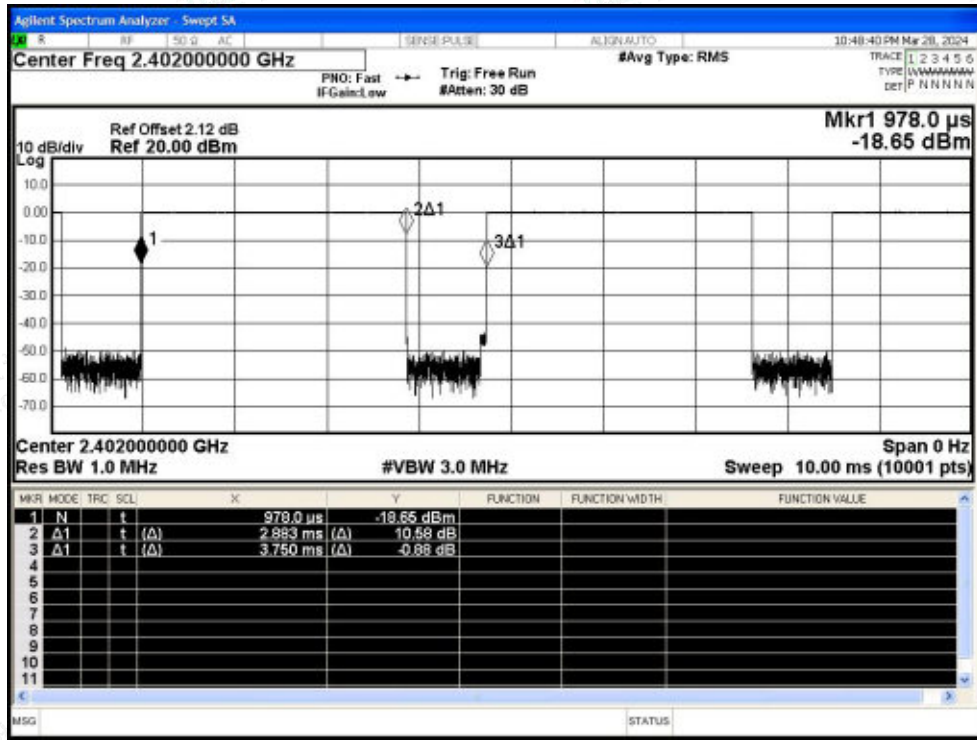 Agilent Spectrum Analyzer - Swept SA
R RF 50 Ω AC SENSE:PULSE ALIGNAUTO 10:48:40 PM Mar 28, 2024
Center Freq 2.402000000 GHz #Avg Type: RMS TRACE 1 2 3 4 5 6
PNO: Fast Trig: Free Run TYPE
IFGain:Low #Atten: 30 dB DET P N N N N N
Mkr1 978.0 µs
Ref Offset 2.12 dB
10 dB/div Ref 20.00 dBm -18.65 dBm
Log
10.0
0.00
2Δ1
-10.0
1
3Δ1
-20.0
-30.0
-40.0
-50.0
-60.0
-70.0
Center 2.402000000 GHz Span 0 Hz
Res BW 1.0 MHz #VBW 3.0 MHz Sweep 10.00 ms (10001 pts)
MKR MODE TRC SCL X Y FUNCTION FUNCTION WIDTH FUNCTION VALUE
1 N t 978.0 µs -18.65 dBm
2 Δ1 t (Δ) 2.883 ms (Δ) 10.58 dB
3 Δ1 t (Δ) 3.750 ms (Δ) -0.88 dB
4
5
6
7
8
9
10
11
MSG STATUS